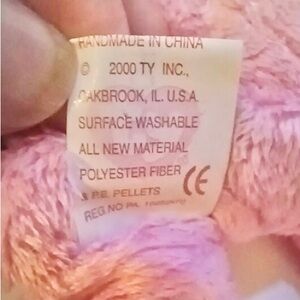 HANDMADE IN CHINA
© 2000 TY INC.,
OAKBROOK, IL. U.S.A.
SURFACE WASHABLE
ALL NEW MATERIAL
POLYESTER FIBER CE
& P.E. PELLETS
REG.NO PA.